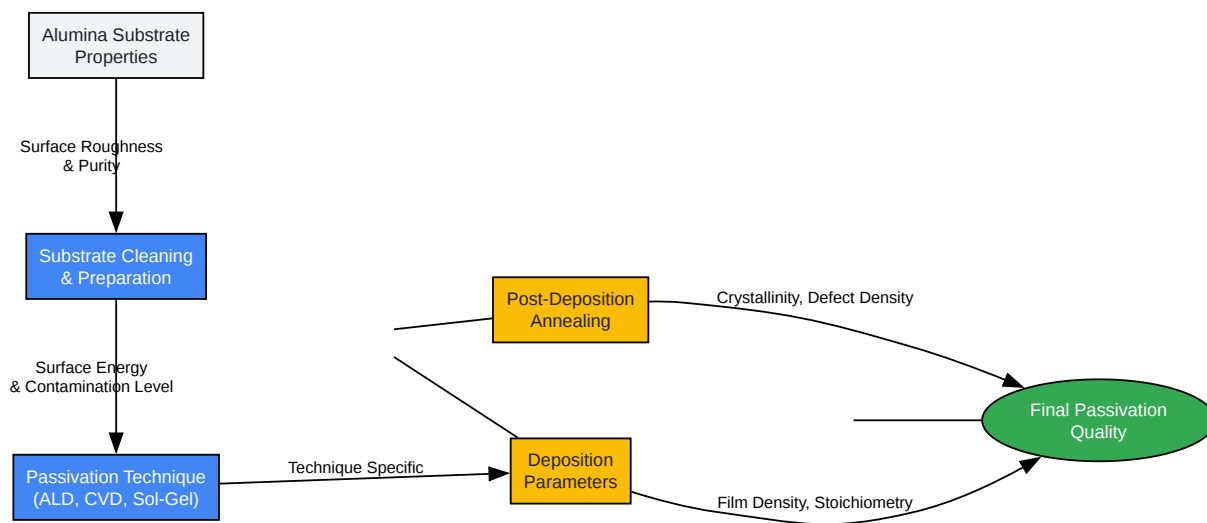 Alumina Substrate
Properties
Surface Roughness
& Purity
Substrate Cleaning
& Preparation
Surface Energy
& Contamination Level
Passivation Technique
(ALD, CVD, Sol-Gel)
Technique Specific
Post-Deposition
Annealing
Deposition
Parameters
Crystallinity, Defect Density
Film Density, Stoichiometry
Final Passivation
Quality